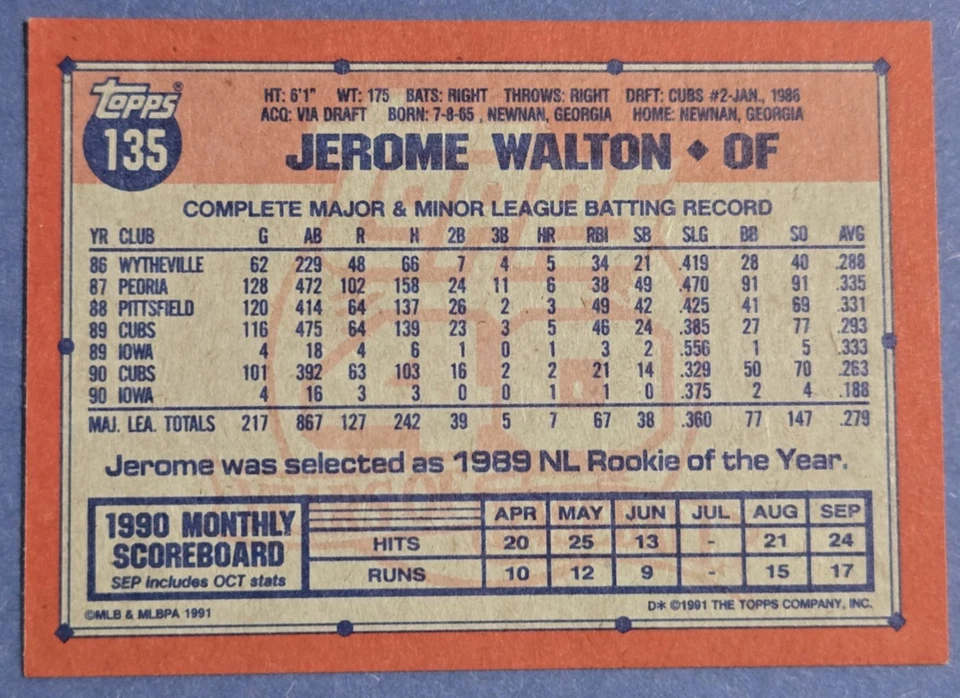 Topps®
135
HT: 6'1" WT: 175 BATS: RIGHT THROWS: RIGHT DRFT: CUBS #2-JAN., 1986
ACQ: VIA DRAFT BORN: 7-8-65 , NEWNAN, GEORGIA HOME: NEWNAN, GEORGIA
JEROME WALTON ◆ OF
COMPLETE MAJOR & MINOR LEAGUE BATTING RECORD
YR CLUB G AB R H 2B 3B HR RBI SB SLG BB SO AVG
86 WYTHEVILLE 62 229 48 66 7 4 5 34 21 .419 28 40 .288
87 PEORIA 128 472 102 158 24 11 6 38 49 .470 91 91 .335
88 PITTSFIELD 120 414 64 137 26 2 3 49 42 .425 41 69 .331
89 CUBS 116 475 64 139 23 3 5 46 24 .385 27 77 .293
89 IOWA 4 18 4 6 1 0 1 3 2 .556 1 5 .333
90 CUBS 101 392 63 103 16 2 2 21 14 .329 50 70 .263
90 IOWA 4 16 3 3 0 0 1 1 0 .375 2 4 .188
MAJ. LEA. TOTALS 217 867 127 242 39 5 7 67 38 .360 77 147 .279
Jerome was selected as 1989 NL Rookie of the Year.
1990 MONTHLY
SCOREBOARD
SEP includes OCT stats
APR MAY JUN JUL AUG SEP
HITS 20 25 13 - 21 24
RUNS 10 12 9 - 15 17
©MLB & MLBPA 1991
D* ©1991 THE TOPPS COMPANY, INC.